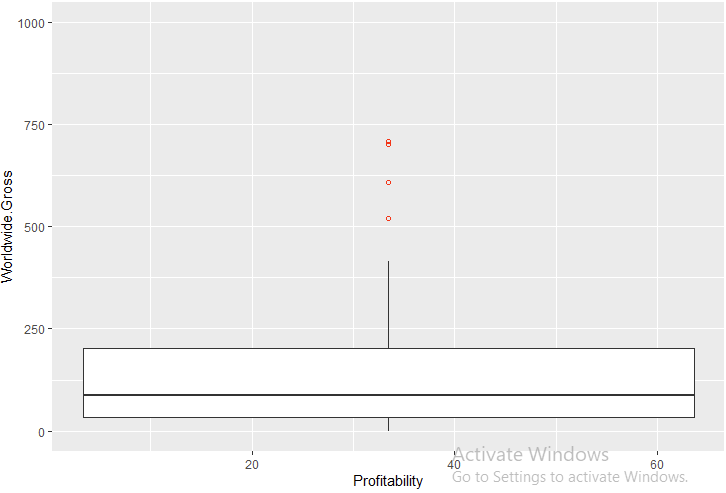 1000
750
500
250
0
Worldwide.Gross
20
40
60
Profitability
Activate Windows
Go to Settings to activate Windows.